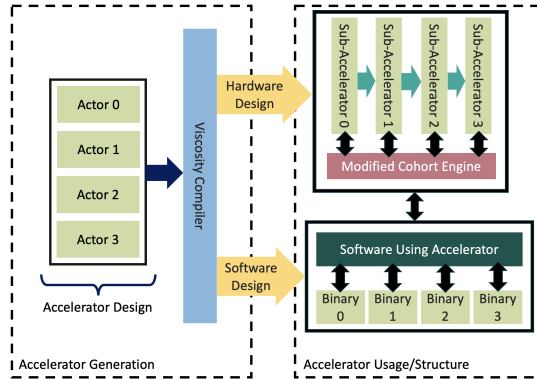 Actor 0
Actor 1
Actor 2
Actor 3
Accelerator Design
Accelerator Generation
Viscosity Compiler
Hardware
Design
Software
Design
Sub-Accelerator 0
Sub-Accelerator 1
Sub-Accelerator 2
Sub-Accelerator 3
Modified Cohort Engine
Software Using Accelerator
Binary
0
Binary
1
Binary
2
Binary
3
Accelerator Usage/Structure